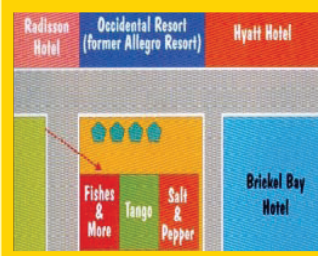 Radisson
Hotel
Occidental Resort
(former Allegro Resort)
Hyatt Hotel
Fishes
&
More
Tango
Salt
&
Pepper
Brickel Bay
Hotel